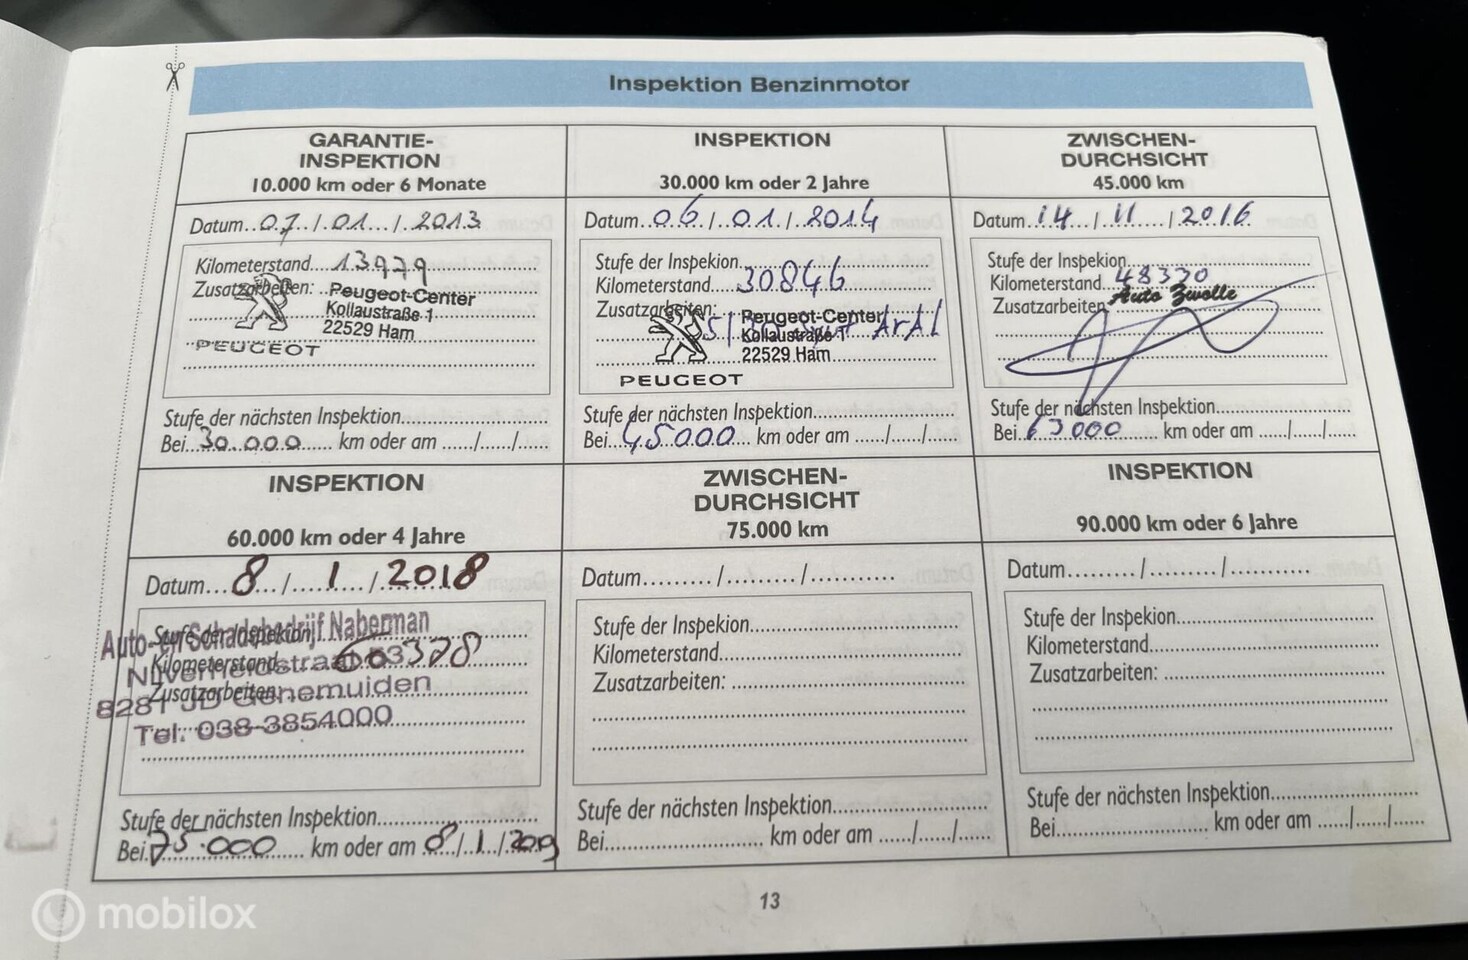 Inspektion Benzinmotor
GARANTIE-
INSPEKTION
10.000 km oder 6 Monate
Datum..07../.01.../..2013
Kilometerstand....13979
Zusatzarbeiten:
Peugeot-Center
Kollaustraße 1
22529 Ham
PEUGEOT
Stufe der nächsten Inspektion
Bei..30.000... km oder am ...../...../.....
INSPEKTION
30.000 km oder 2 Jahre
Datum..06../.01../..2014
Stufe der Inspekion
Kilometerstand..30846
Zusatzarbeiten:
Aral
Peugeot-Center
Kollaustraße 1
22529 Ham
PEUGEOT
Stufe der nächsten Inspektion
Bei..45000.... km oder am ...../...../.....
ZWISCHEN-
DURCHSICHT
45.000 km
Datum..14../.11..../..2016
Stufe der Inspekion
Kilometerstand..48330
Zusatzarbeiten
Auto Zwolle
Stufe der nächsten Inspektion
Bei..63000...... km oder am ...../...../.....
INSPEKTION
60.000 km oder 4 Jahre
Datum...8.../...1.../.2018
Auto- en Schadebedrijf Naberman
Stufe der Inspekion
Kilometerstand 60378
Nijverheidstraat 53
Zusatzarbeiten:
8281 JD Genemuiden
Tel. 038-3854000
Stufe der nächsten Inspektion
Bei 75.000.... km oder am 8/.1../
ZWISCHEN-
DURCHSICHT
75.000 km
Datum........./........./..........
Stufe der Inspekion
Kilometerstand
Zusatzarbeiten:
Stufe der nächsten Inspektion
Bei.................... km oder am ...../...../.....
INSPEKTION
90.000 km oder 6 Jahre
Datum........./........./..........
Stufe der Inspekion
Kilometerstand
Zusatzarbeiten:
Stufe der nächsten Inspektion
Bei.................... km oder am ...../...../.....
13
mobilox